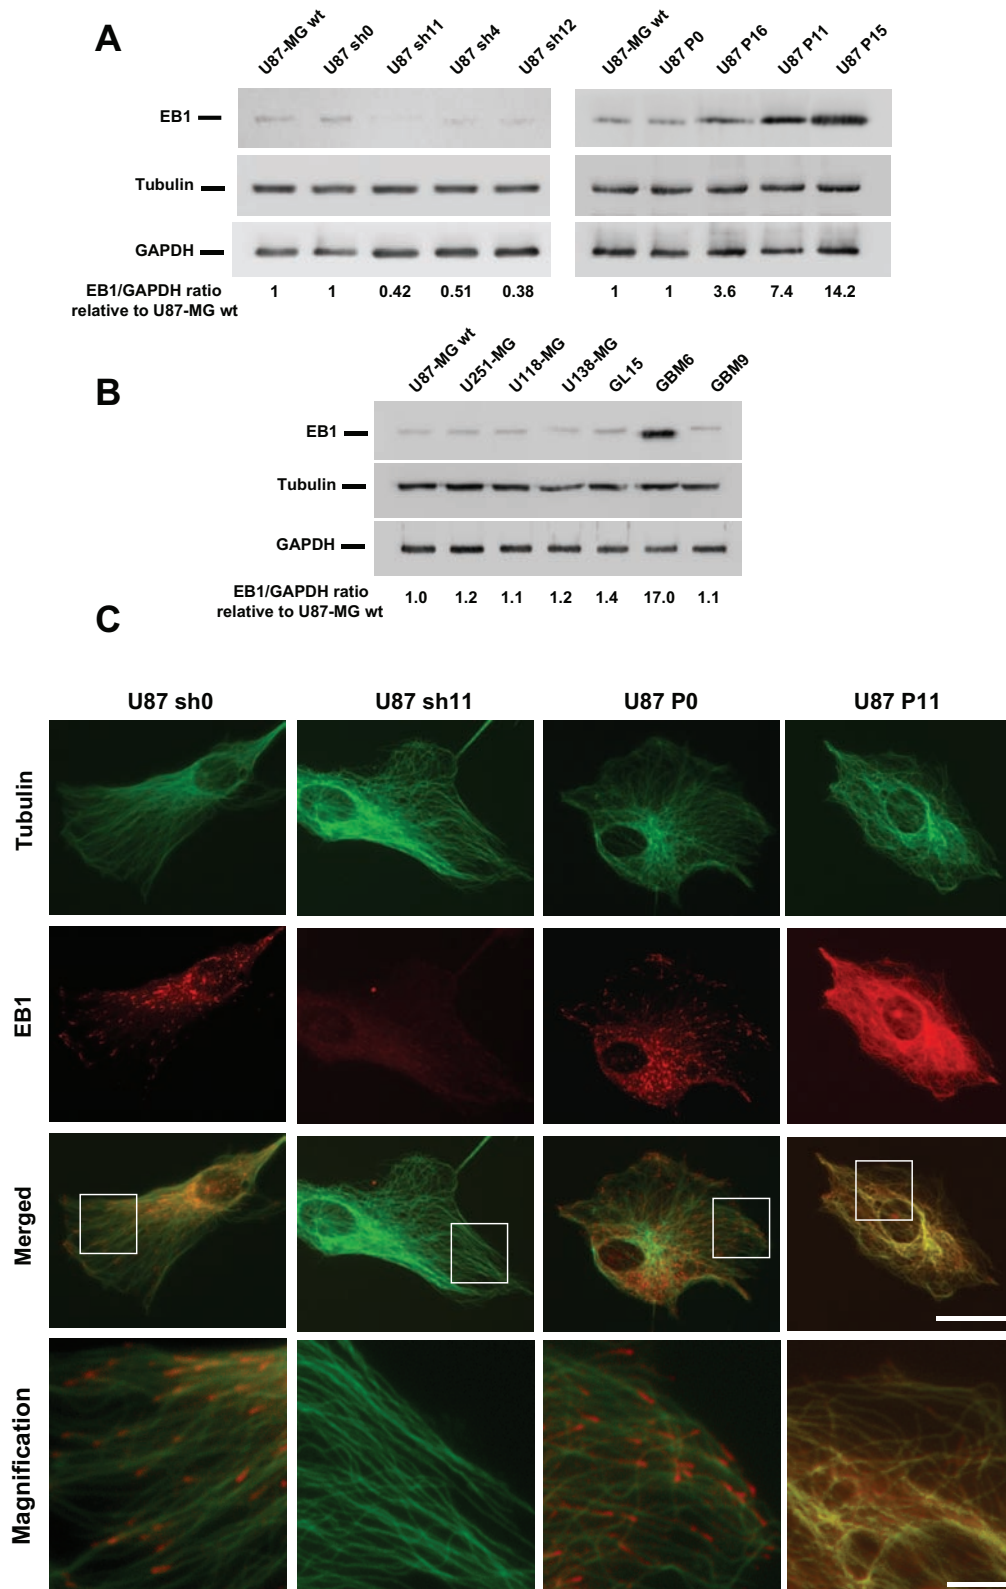 A
U87-MG wt
U87 sh0
U87 sh11
U87 sh4
U87 sh12
U87-MG wt
U87 P0
U87 P16
U87 P11
U87 P15
EB1
Tubulin
GAPDH
EB1/GAPDH ratio
relative to U87-MG wt
1 1 0.42 0.51 0.38 1 1 3.6 7.4 14.2
B
U87-MG wt
U251-MG
U118-MG
U138-MG
GL15
GBM6
GBM9
EB1
Tubulin
GAPDH
EB1/GAPDH ratio
relative to U87-MG wt
1.0 1.2 1.1 1.2 1.4 17.0 1.1
C
U87 sh0 U87 sh11 U87 P0 U87 P11
Tubulin
EB1
Merged
Magnification